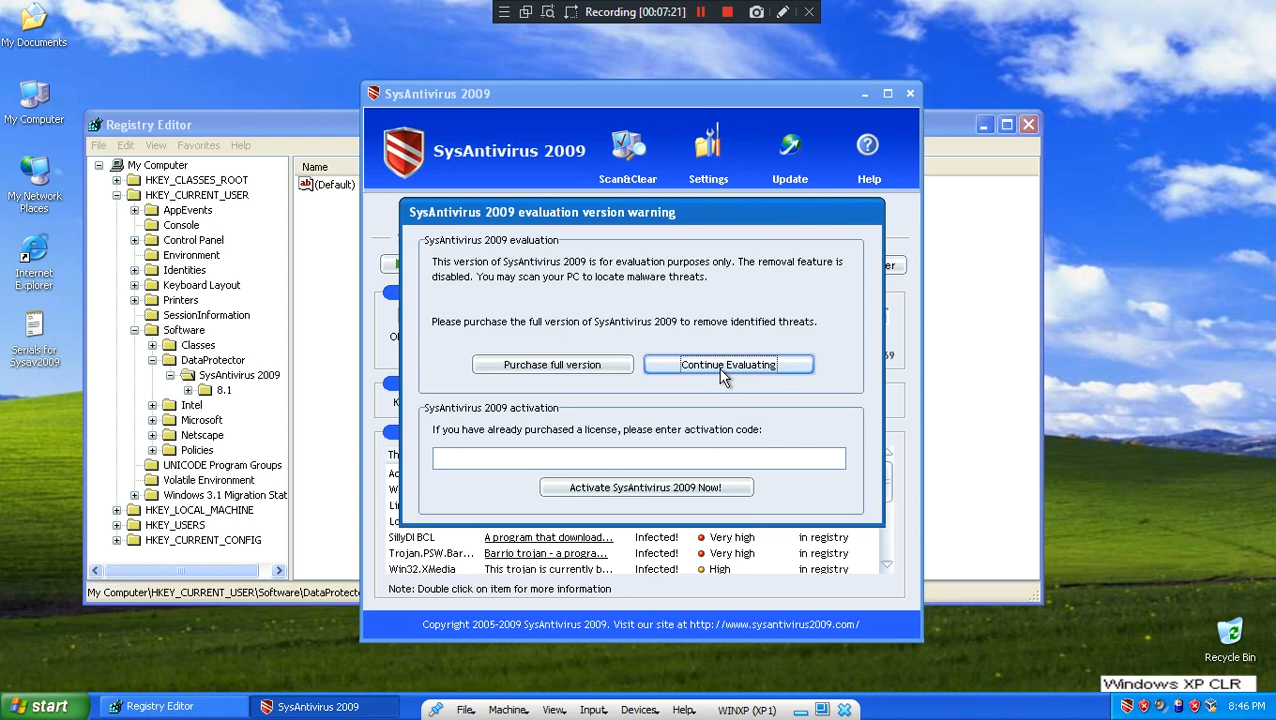 Recording [00:07:21]
My Documents
My Computer
My Network
Places
Internet
Explorer
Serials for
Sysav2009
Registry Editor
File Edit View Favorites Help
My Computer
HKEY_CLASSES_ROOT
HKEY_CURRENT_USER
AppEvents
Console
Control Panel
Environment
Identities
Keyboard Layout
Printers
SessionInformation
Software
Classes
DataProtector
SysAntivirus 2009
8.1
Intel
Microsoft
Netscape
Policies
UNICODE Program Groups
Volatile Environment
Windows 3.1 Migration Stat
HKEY_LOCAL_MACHINE
HKEY_USERS
HKEY_CURRENT_CONFIG
Name
ab (Default)
My Computer\HKEY_CURRENT_USER\Software\DataProtecto
SysAntivirus 2009
SysAntivirus 2009
Scan&Clear Settings Update Help
SysAntivirus 2009 evaluation version warning
SysAntivirus 2009 evaluation
This version of SysAntivirus 2009 is for evaluation purposes only. The removal feature is
disabled. You may scan your PC to locate malware threats.
Please purchase the full version of SysAntivirus 2009 to remove identified threats.
Purchase full version Continue Evaluating
SysAntivirus 2009 activation
If you have already purchased a license, please enter activation code:
Activate SysAntivirus 2009 Now!
SillyDl BCL A program that download... Infected! Very high in registry
Trojan.PSW.Bar... Barrio trojan - a progra... Infected! Very high in registry
Win32.XMedia This trojan is currently b... Infected! High in registry
Note: Double click on item for more information
Copyright 2005-2009 SysAntivirus 2009. Visit our site at http://www.sysantivirus2009.com/
Recycle Bin
Windows XP CLR
start Registry Editor SysAntivirus 2009 File Machine View Input Devices Help WINXP (XP1) 8:46 PM